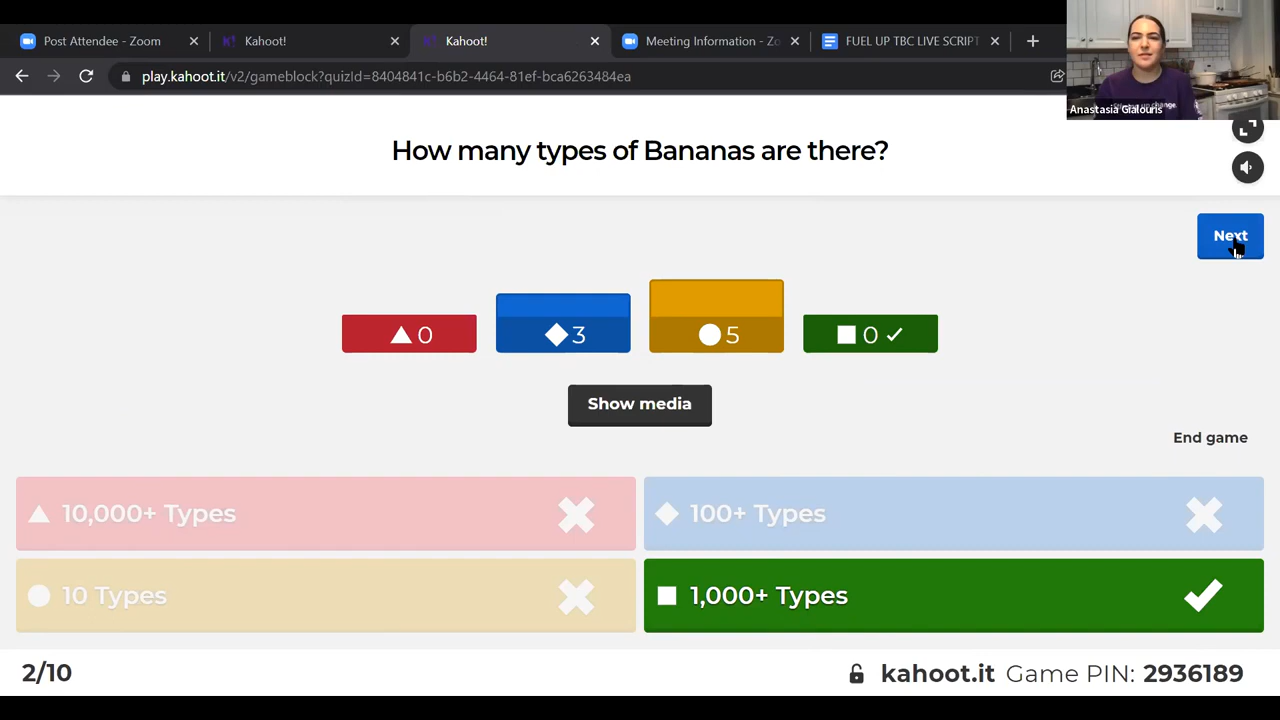 Post Attendee - Zoom
Kahoot!
Kahoot!
Meeting Information - Zo
FUEL UP TBC LIVE SCRIPT
play.kahoot.it/v2/gameblock?quizId=8404841c-b6b2-4464-81ef-bca6263484ea
Anastasia Gialouris
How many types of Bananas are there?
Next
0
3
5
0
Show media
End game
10,000+ Types
100+ Types
10 Types
1,000+ Types
2/10
kahoot.it Game PIN: 2936189